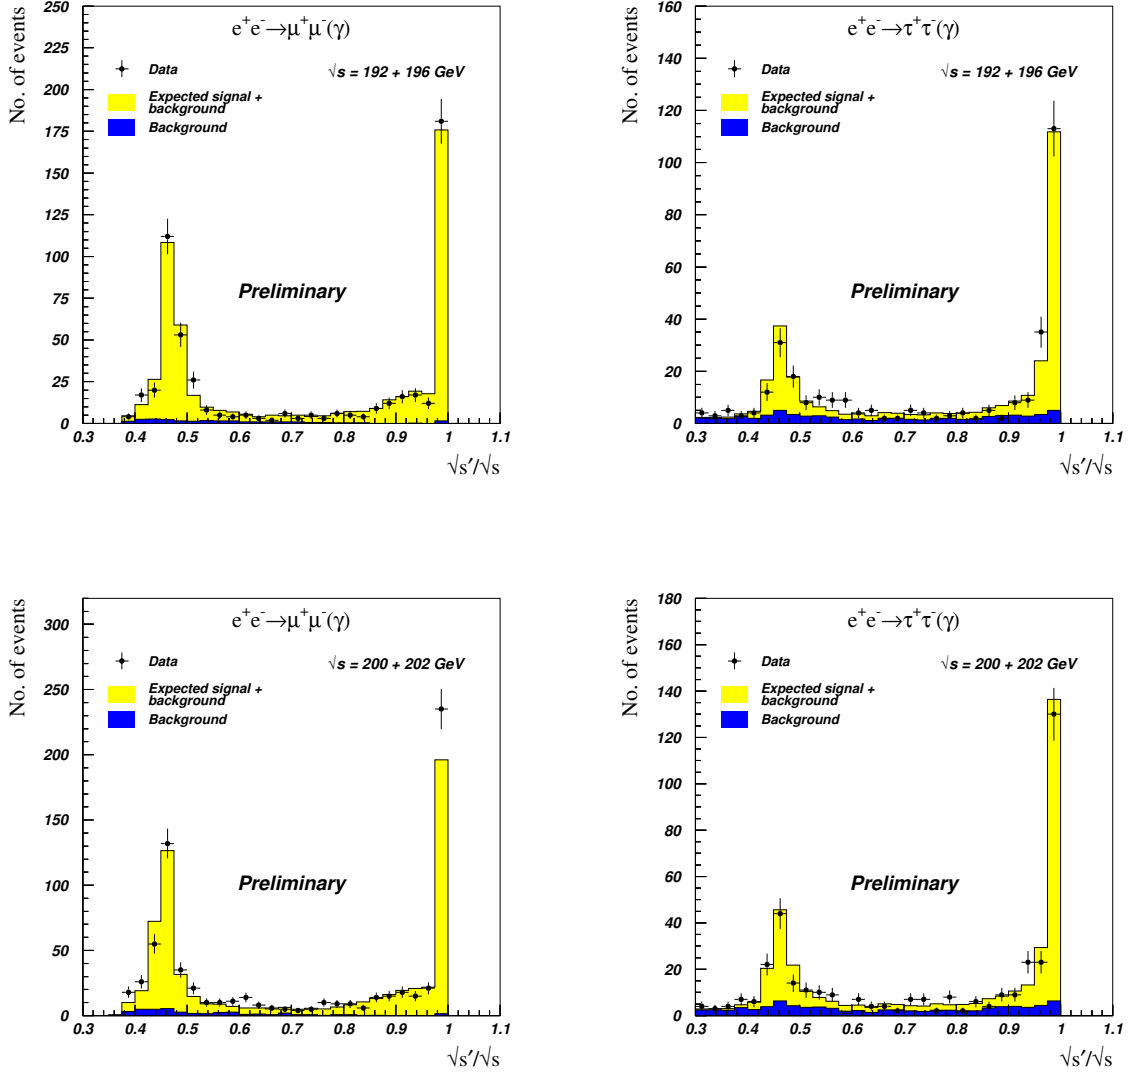 No. of events
e⁺e⁻→μ⁺μ⁻(γ)
Data
√s = 192 + 196 GeV
Expected signal +
background
Background
Preliminary
250
225
200
175
150
125
100
75
50
25
0
0.3 0.4 0.5 0.6 0.7 0.8 0.9 1 1.1
√s′/√s
No. of events
e⁺e⁻→τ⁺τ⁻(γ)
Data
√s = 192 + 196 GeV
Expected signal +
background
Background
Preliminary
160
140
120
100
80
60
40
20
0
0.3 0.4 0.5 0.6 0.7 0.8 0.9 1 1.1
√s′/√s
No. of events
e⁺e⁻→μ⁺μ⁻(γ)
Data
√s = 200 + 202 GeV
Expected signal +
background
Background
Preliminary
300
250
200
150
100
50
0
0.3 0.4 0.5 0.6 0.7 0.8 0.9 1 1.1
√s′/√s
No. of events
e⁺e⁻→τ⁺τ⁻(γ)
Data
√s = 200 + 202 GeV
Expected signal +
background
Background
Preliminary
180
160
140
120
100
80
60
40
20
0
0.3 0.4 0.5 0.6 0.7 0.8 0.9 1 1.1
√s′/√s